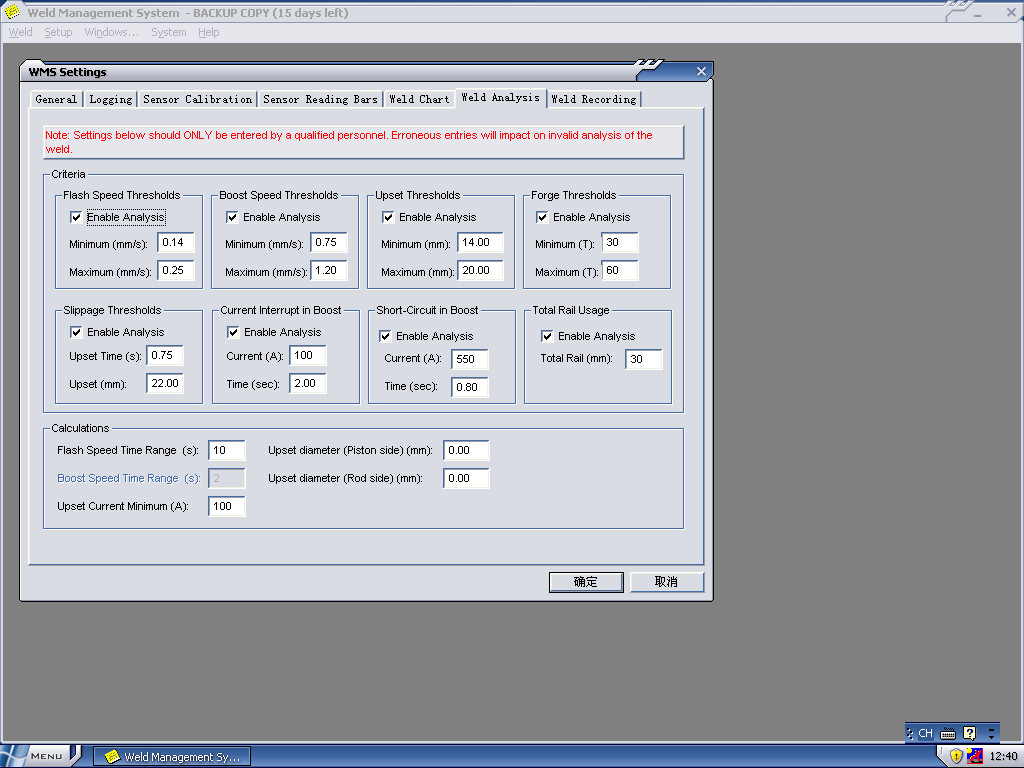 Weld Management System - BACKUP COPY (15 days left)
Weld Setup Windows... System Help
WMS Settings
General Logging Sensor Calibration Sensor Reading Bars Weld Chart Weld Analysis Weld Recording
Note: Settings below should ONLY be entered by a qualified personnel. Erroneous entries will impact on invalid analysis of the
weld.
Criteria
Flash Speed Thresholds
Enable Analysis
Minimum (mm/s): 0.14
Maximum (mm/s): 0.25
Boost Speed Thresholds
Enable Analysis
Minimum (mm/s): 0.75
Maximum (mm/s): 1.20
Upset Thresholds
Enable Analysis
Minimum (mm): 14.00
Maximum (mm): 20.00
Forge Thresholds
Enable Analysis
Minimum (T): 30
Maximum (T): 60
Slippage Thresholds
Enable Analysis
Upset Time (s): 0.75
Upset (mm): 22.00
Current Interrupt in Boost
Enable Analysis
Current (A): 100
Time (sec): 2.00
Short-Circuit in Boost
Enable Analysis
Current (A): 550
Time (sec): 0.80
Total Rail Usage
Enable Analysis
Total Rail (mm): 30
Calculations
Flash Speed Time Range (s): 10 Upset diameter (Piston side) (mm): 0.00
Boost Speed Time Range (s): 2 Upset diameter (Rod side) (mm): 0.00
Upset Current Minimum (A): 100
确定 取消
CH ?
MENU Weld Management Sy... 12:40